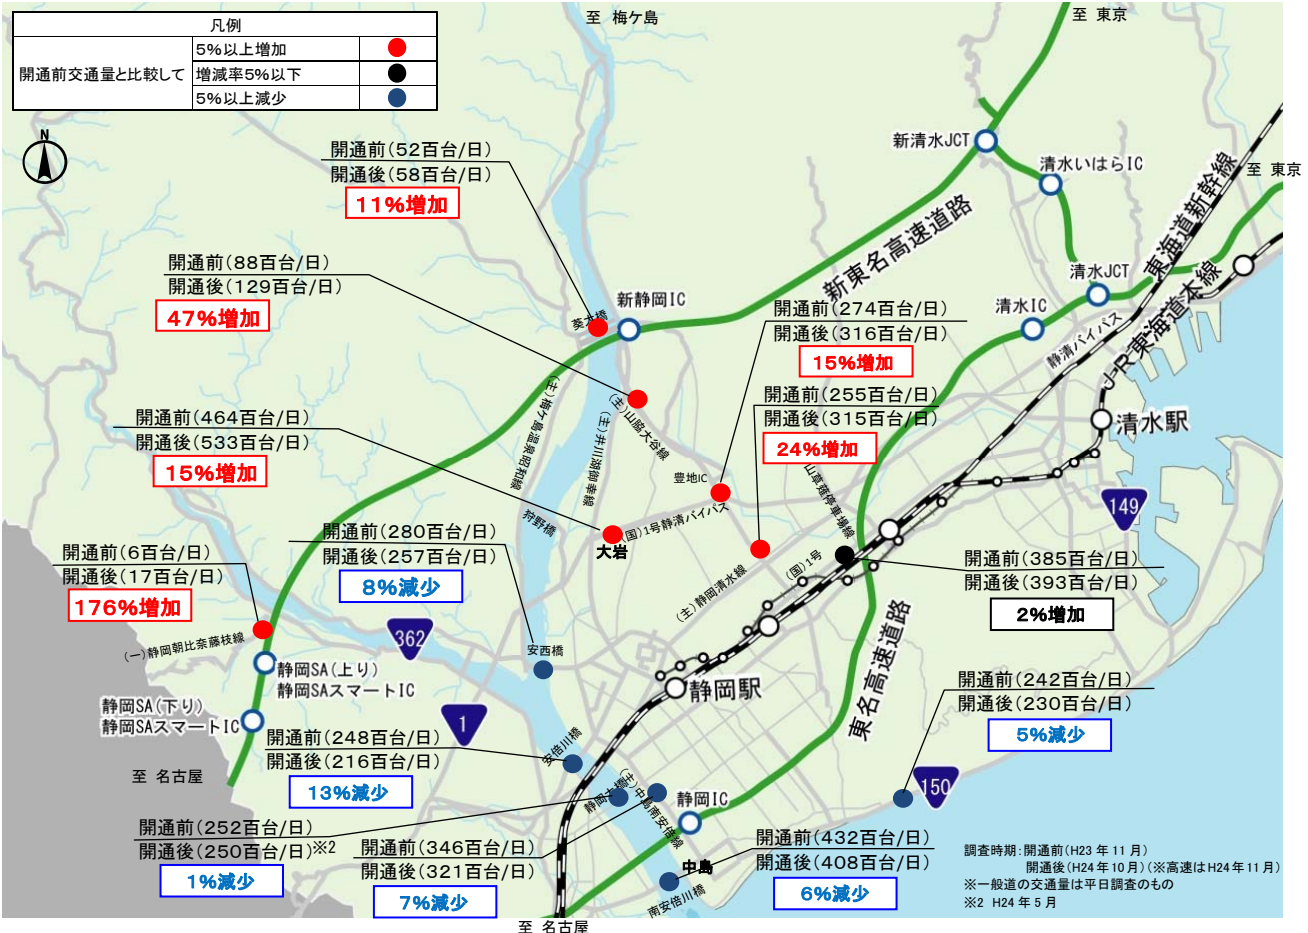 凡例
開通前交通量と比較して
5%以上増加
増減率5%以下
5%以上減少
N
至 梅ケ島
至 東京
至 東京
新清水JCT
清水いはらIC
清水JCT
清水IC
新東名高速道路
東海道新幹線
JR東海道本線
静清バイパス
清水駅
開通前(52百台/日)
開通後(58百台/日)
11%増加
開通前(88百台/日)
開通後(129百台/日)
47%増加
新静岡IC
葵大橋
開通前(274百台/日)
開通後(316百台/日)
15%増加
開通前(255百台/日)
開通後(315百台/日)
24%増加
開通前(464百台/日)
開通後(533百台/日)
15%増加
(主)梅ケ島温泉昭和線
(主)井川湖御幸線
(主)山脇大谷線
豊地IC
(国)1号静清バイパス
大岩
狩野橋
山草薙停車場線
(主)静岡清水線
(国)1号
149
開通前(280百台/日)
開通後(257百台/日)
8%減少
開通前(6百台/日)
開通後(17百台/日)
176%増加
開通前(385百台/日)
開通後(393百台/日)
2%増加
(一)静岡朝比奈藤枝線
362
安西橋
静岡SA(上り)
静岡SAスマートIC
静岡SA(下り)
静岡SAスマートIC
静岡駅
東名高速道路
1
開通前(242百台/日)
開通後(230百台/日)
5%減少
開通前(248百台/日)
開通後(216百台/日)
13%減少
安倍川橋
至 名古屋
静岡大橋
(主)中島南安倍線
静岡IC
150
開通前(252百台/日)
開通後(250百台/日)※2
1%減少
開通前(346百台/日)
開通後(321百台/日)
7%減少
中島
南安倍川橋
開通前(432百台/日)
開通後(408百台/日)
6%減少
調査時期:開通前(H23 年 11 月)
開通後(H24 年 10 月)(※高速は H24 年 11 月)
※一般道の交通量は平日調査のもの
※2 H24 年 5 月
至 名古屋